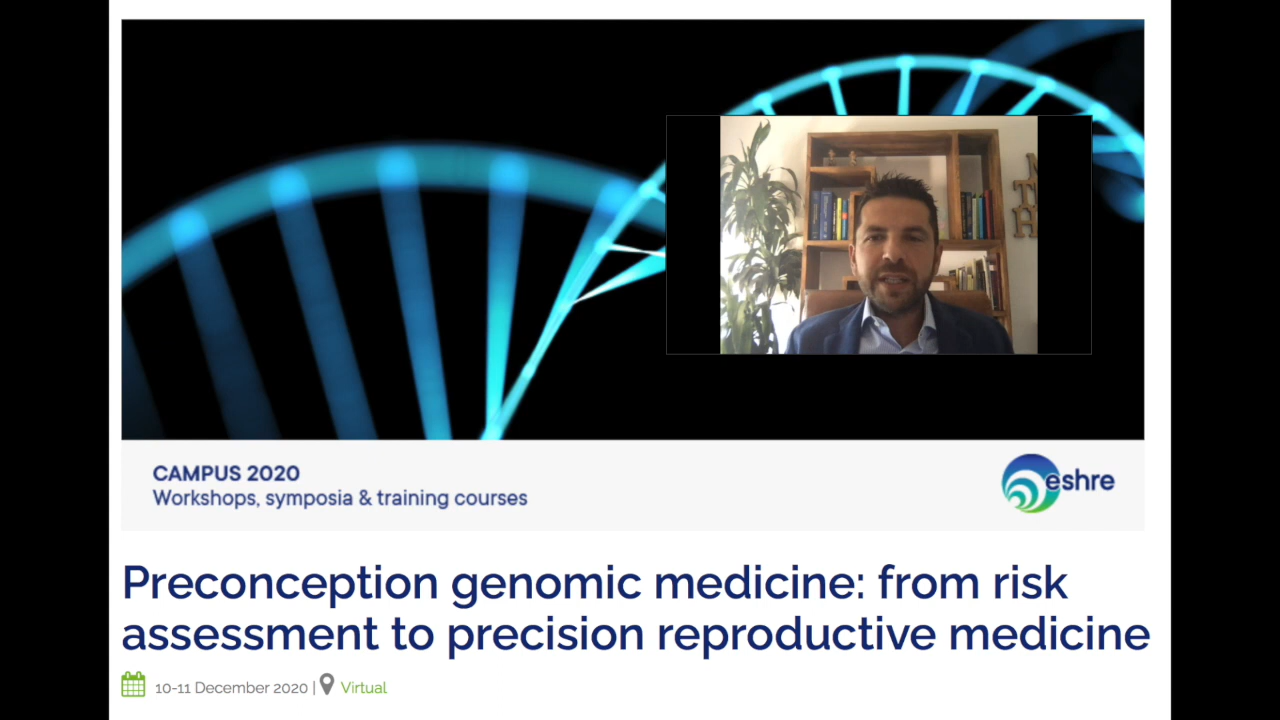 N
TH
H
CAMPUS 2020
Workshops, symposia & training courses
eshre
Preconception genomic medicine: from risk
assessment to precision reproductive medicine
10-11 December 2020 | Virtual